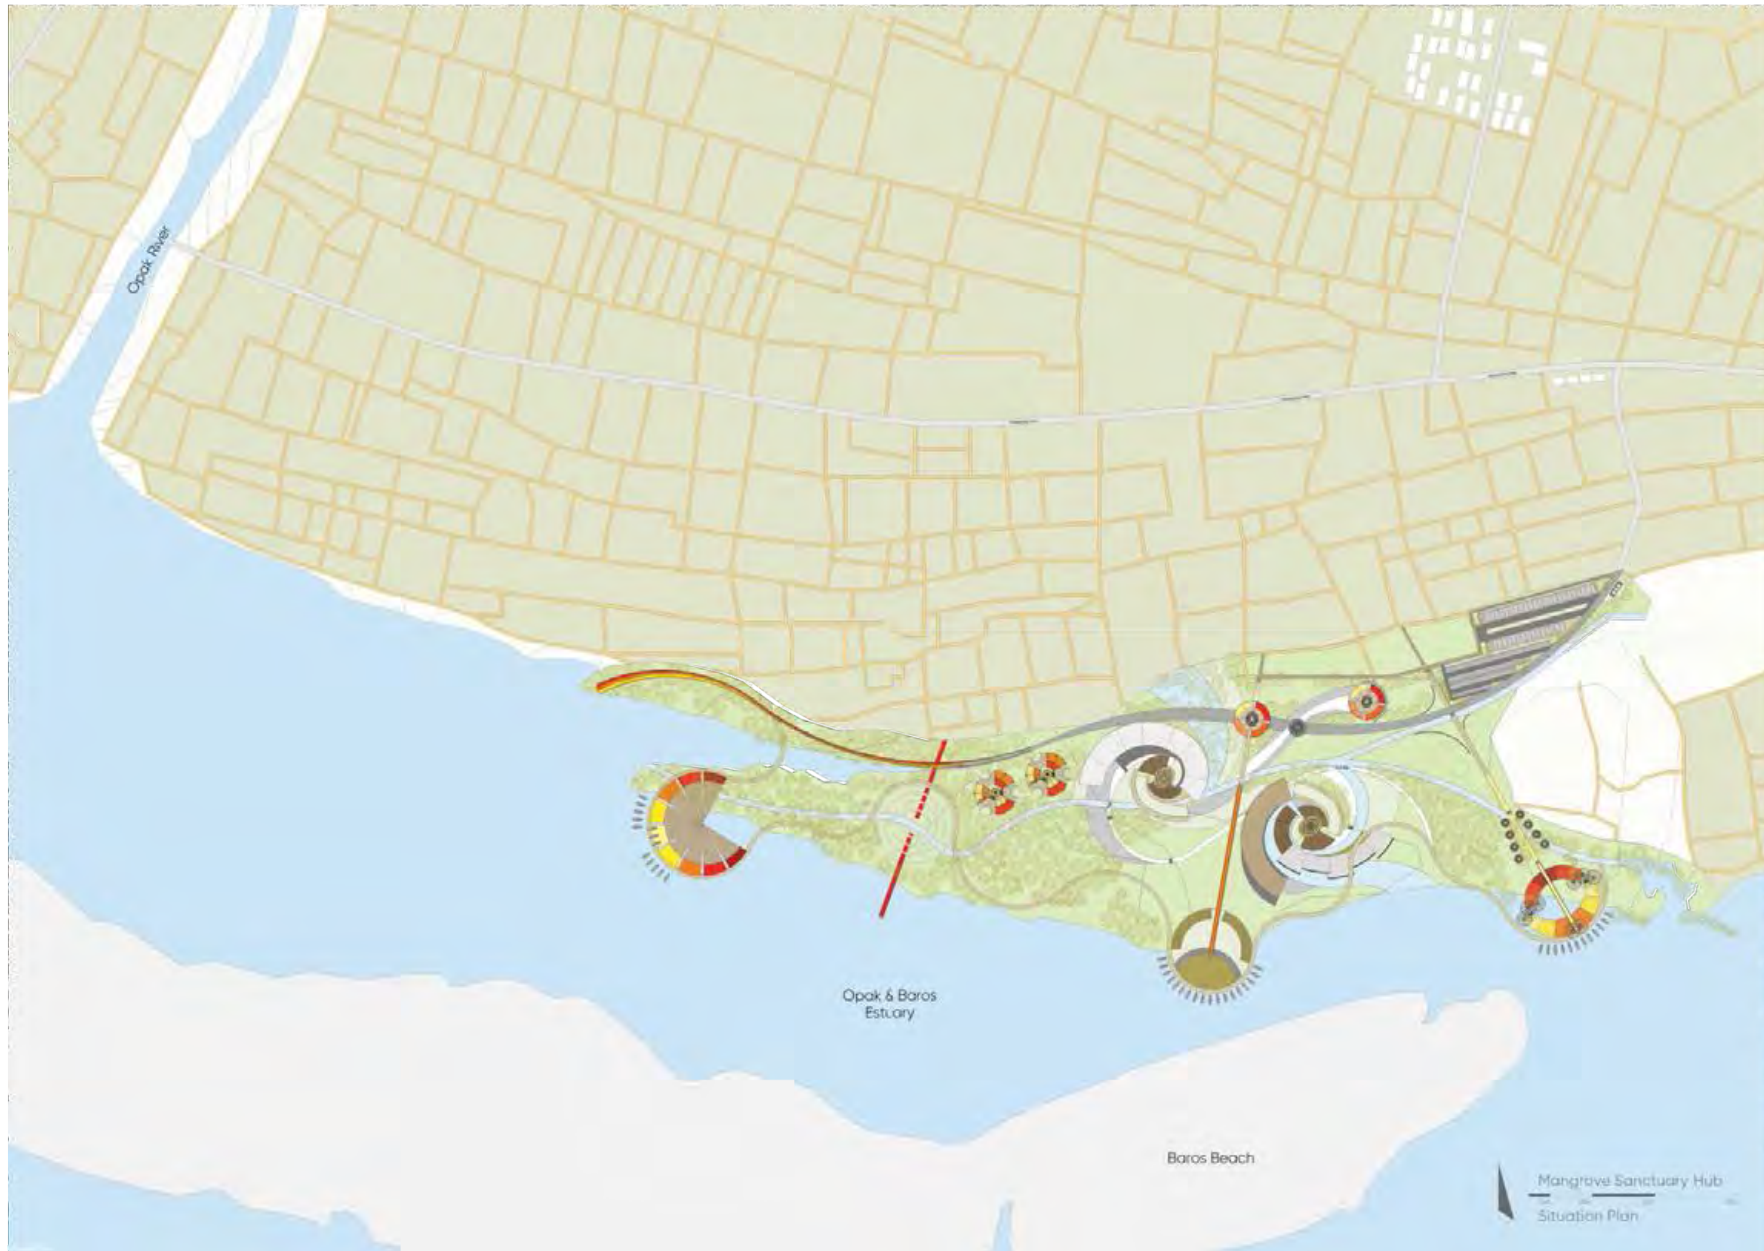 Opak River
Opak & Baros
Estuary
Baros Beach
Mangrove Sanctuary Hub
Situation Plan